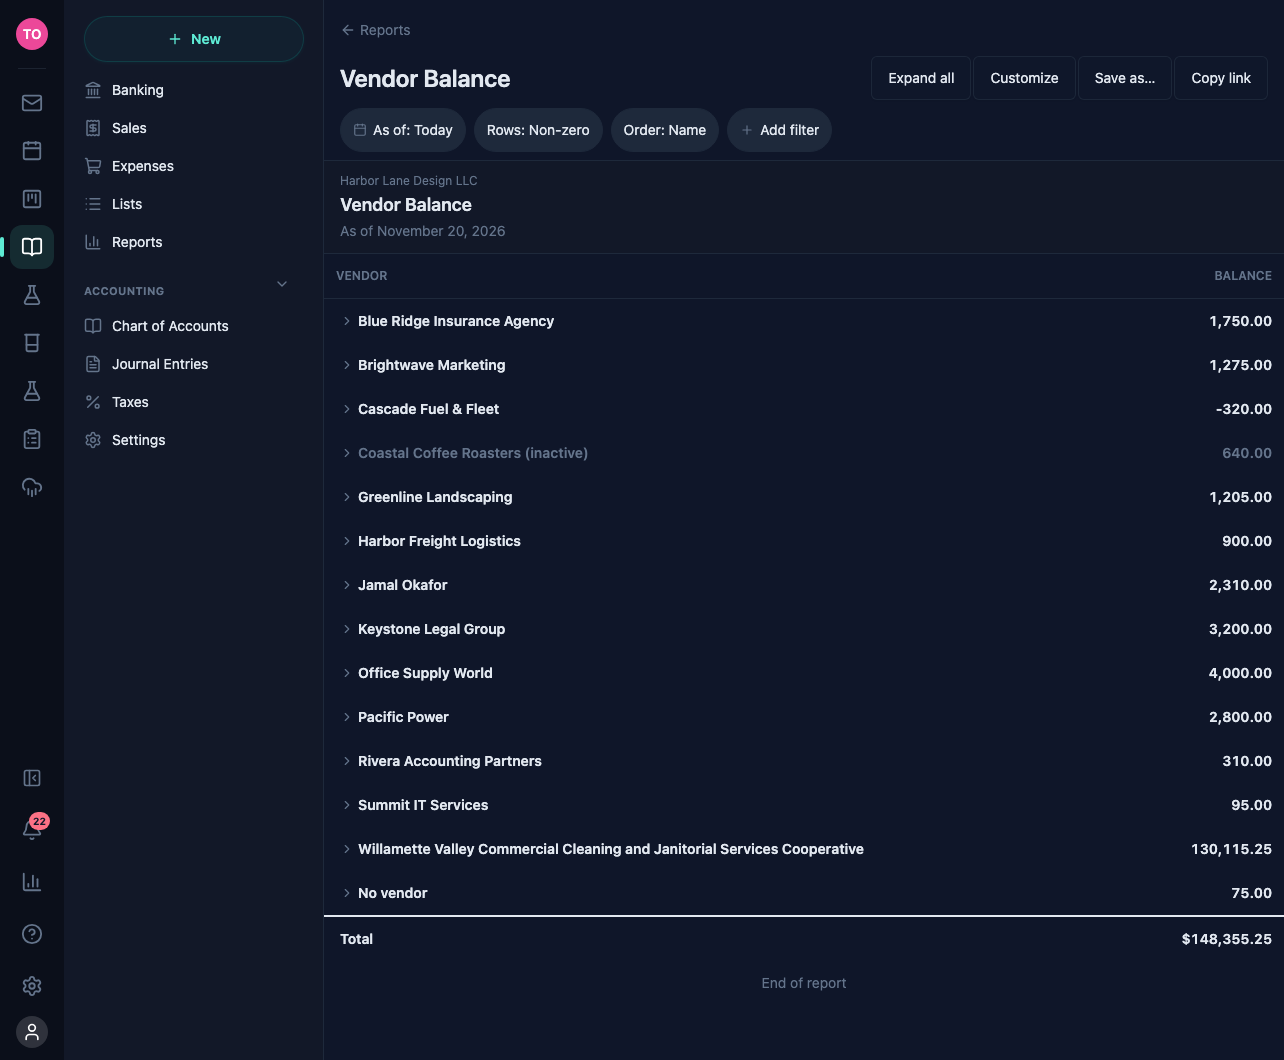 TO
New
Banking
Sales
Expenses
Lists
Reports
ACCOUNTING
Chart of Accounts
Journal Entries
Taxes
Settings
22
Reports
Vendor Balance
Expand all
Customize
Save as...
Copy link
As of: Today
Rows: Non-zero
Order: Name
Add filter
Harbor Lane Design LLC
Vendor Balance
As of November 20, 2026
VENDOR BALANCE
Blue Ridge Insurance Agency 1,750.00
Brightwave Marketing 1,275.00
Cascade Fuel & Fleet -320.00
Coastal Coffee Roasters (inactive) 640.00
Greenline Landscaping 1,205.00
Harbor Freight Logistics 900.00
Jamal Okafor 2,310.00
Keystone Legal Group 3,200.00
Office Supply World 4,000.00
Pacific Power 2,800.00
Rivera Accounting Partners 310.00
Summit IT Services 95.00
Willamette Valley Commercial Cleaning and Janitorial Services Cooperative 130,115.25
No vendor 75.00
Total $148,355.25
End of report